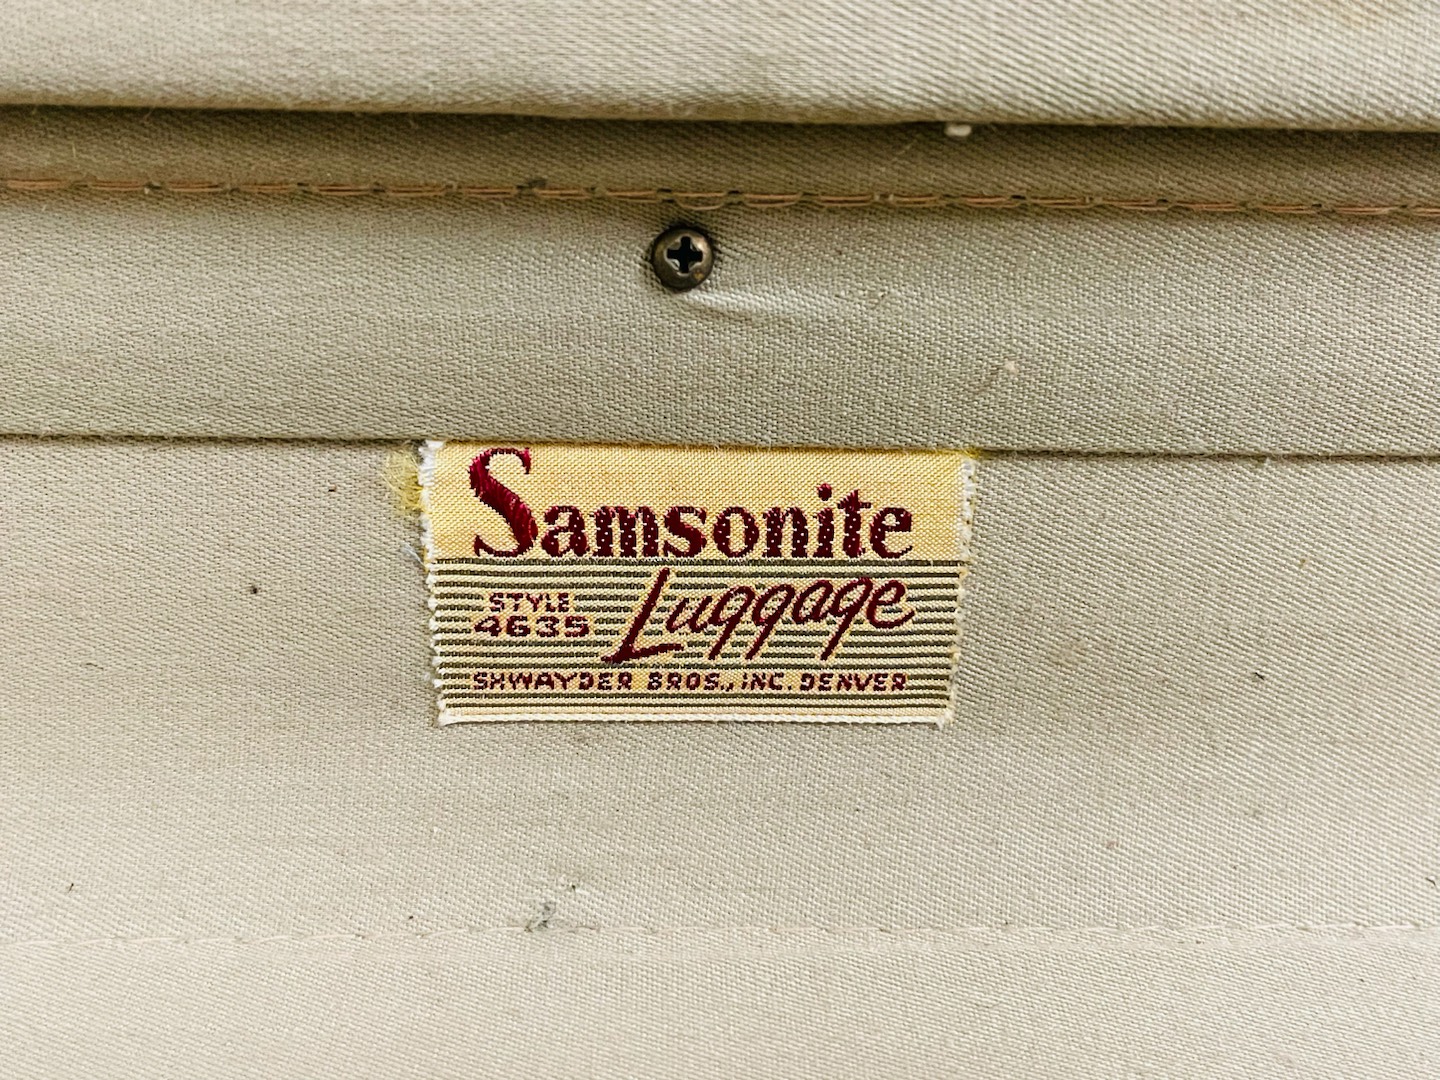 Samsonite
Luggage
STYLE
4635
SHWAYDER BROS., INC. DENVER